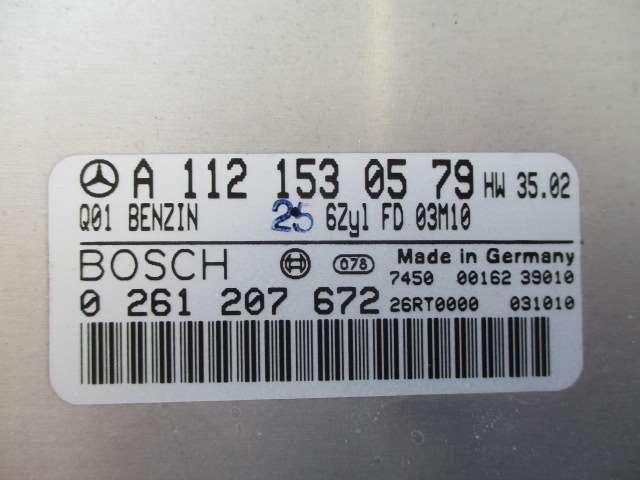 A 112 153 05 79 HW 35.02
Q01 BENZIN 25 6Zyl FD 03M10
BOSCH 078 Made in Germany
7450 00162 39010
0 261 207 672 26RT0000 031010